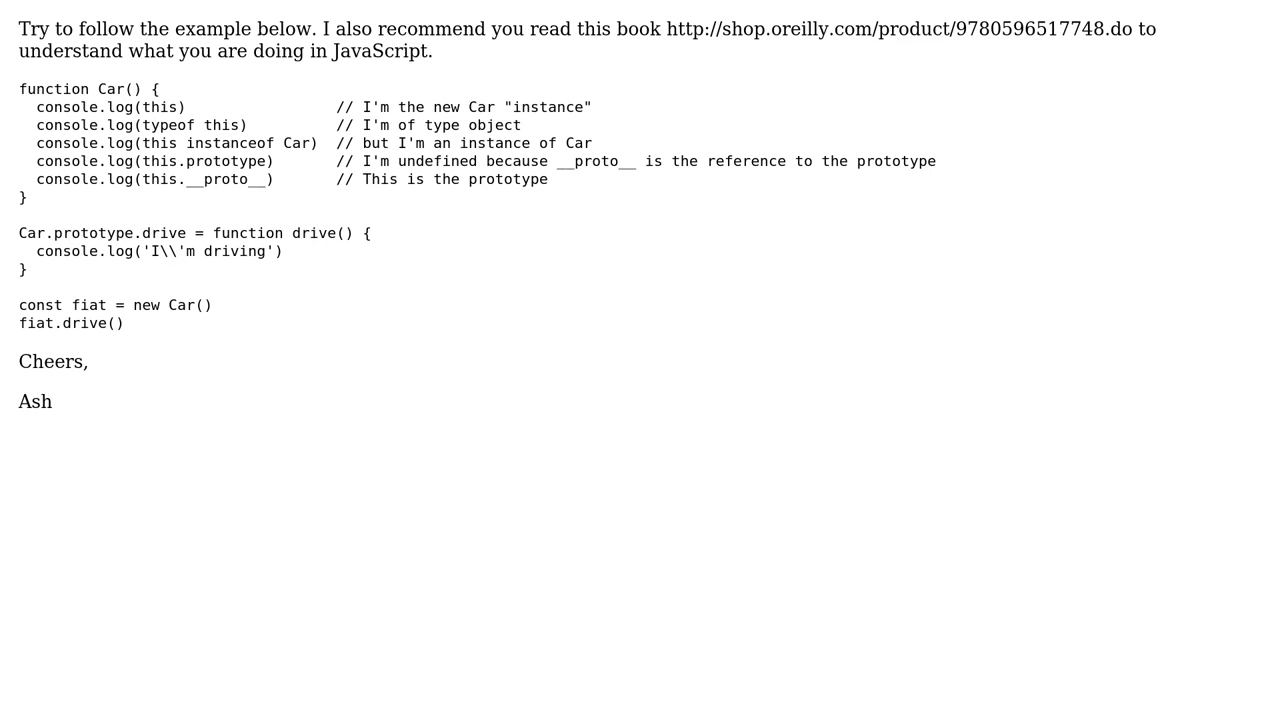 Try to follow the example below. I also recommend you read this book http://shop.oreilly.com/product/9780596517748.do to
understand what you are doing in JavaScript.
function Car() {
  console.log(this)                 // I'm the new Car "instance"
  console.log(typeof this)          // I'm of type object
  console.log(this instanceof Car)  // but I'm an instance of Car
  console.log(this.prototype)       // I'm undefined because __proto__ is the reference to the prototype
  console.log(this.__proto__)       // This is the prototype
}
Car.prototype.drive = function drive() {
  console.log('I\\'m driving')
}
const fiat = new Car()
fiat.drive()
Cheers,
Ash